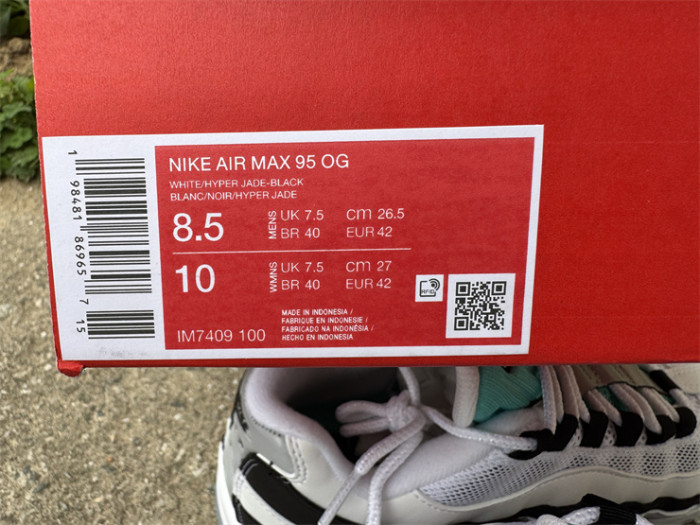 NIKE AIR MAX 95 OG
WHITE/HYPER JADE-BLACK
BLANC/NOIR/HYPER JADE
8.5 MENS UK 7.5 cm 26.5
BR 40 EUR 42
10 WMNS UK 7.5 cm 27
BR 40 EUR 42
RFID
MADE IN INDONESIA /
FABRIQUE EN INDONESIE /
FABRICADO NA INDONÉSIA /
HECHO EN INDONESIA
IM7409 100
1 98481 86965 7 15